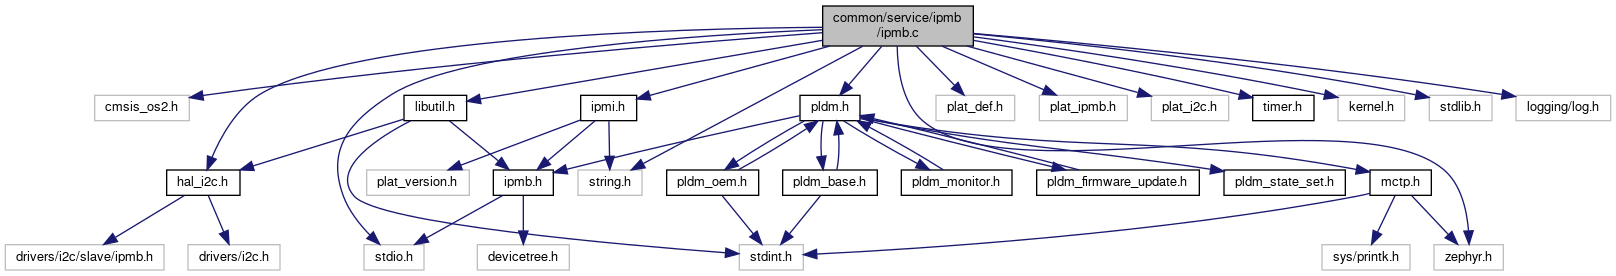 common/service/ipmb
/ipmb.c
cmsis_os2.h
libutil.h
ipmi.h
pldm.h
plat_def.h
plat_ipmb.h
plat_i2c.h
timer.h
kernel.h
stdlib.h
logging/log.h
hal_i2c.h
plat_version.h
ipmb.h
string.h
pldm_oem.h
pldm_base.h
pldm_monitor.h
pldm_firmware_update.h
pldm_state_set.h
mctp.h
drivers/i2c/slave/ipmb.h
drivers/i2c.h
stdio.h
devicetree.h
stdint.h
sys/printk.h
zephyr.h